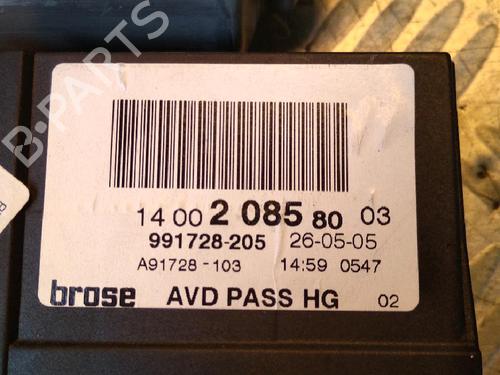 B-PARTS
14 00 2 085 80 03
991728-205 26-05-05
A91728-103 14:59 0547
brose AVD PASS HG 02